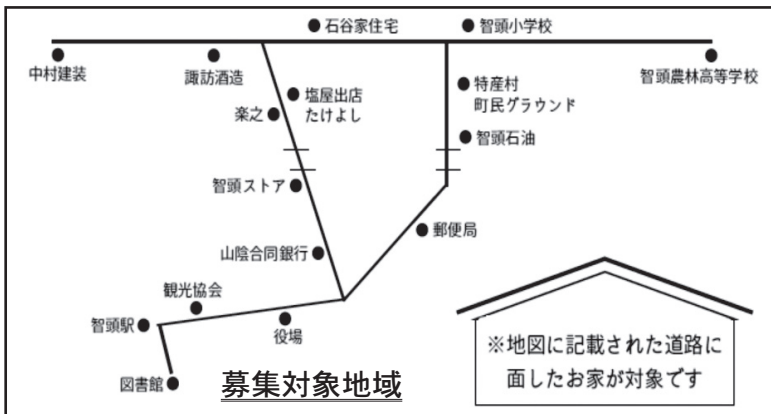 石谷家住宅
智頭小学校
中村建装
諏訪酒造
智頭農林高等学校
塩屋出店
たけよし
楽之
特産村
町民グラウンド
智頭石油
智頭ストア
郵便局
山陰合同銀行
観光協会
智頭駅
役場
図書館
募集対象地域
※地図に記載された道路に
面したお家が対象です